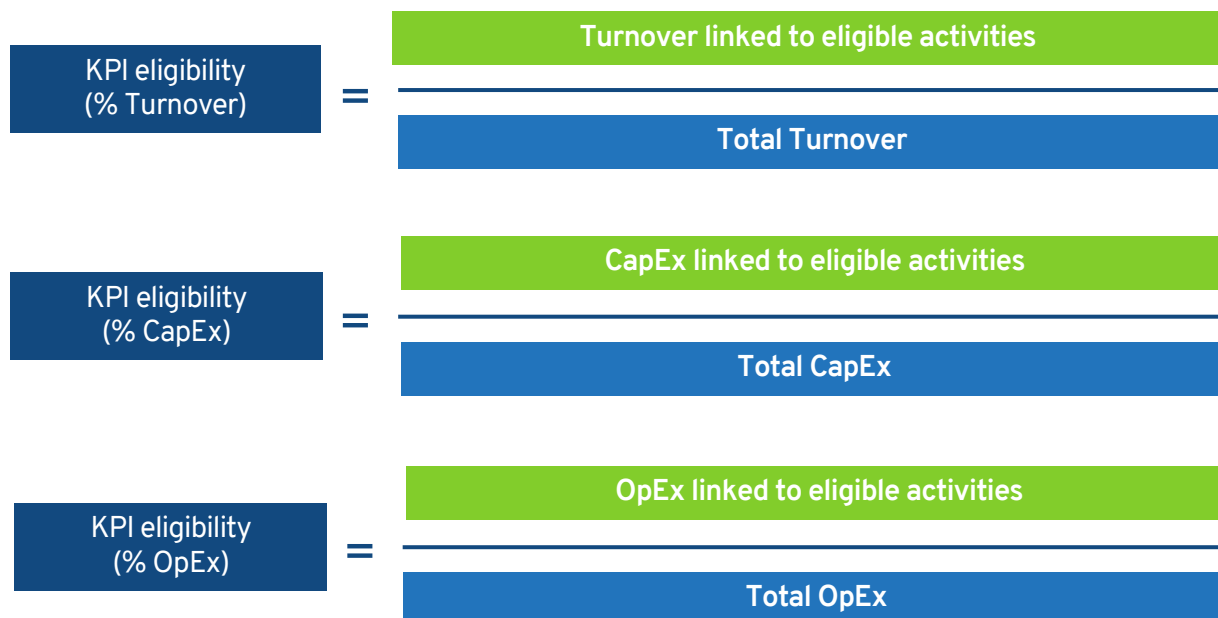 Turnover linked to eligible activities
KPI eligibility
(% Turnover)
=
Total Turnover
CapEx linked to eligible activities
KPI eligibility
(% CapEx)
=
Total CapEx
OpEx linked to eligible activities
KPI eligibility
(% OpEx)
=
Total OpEx